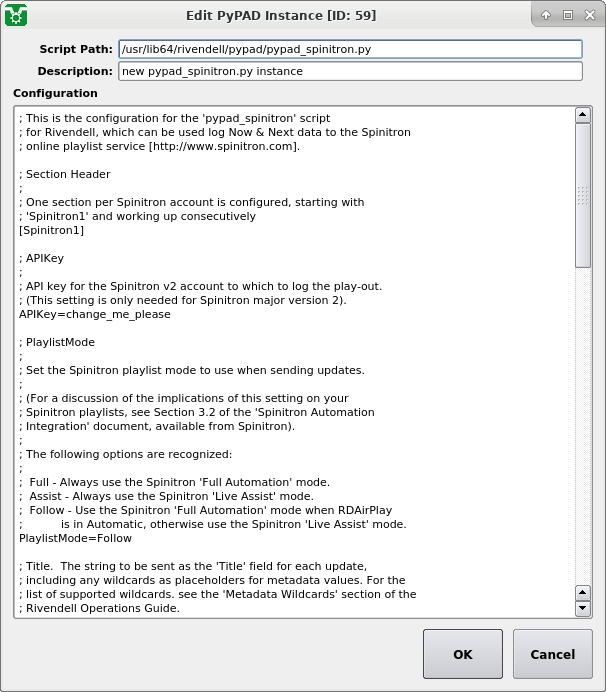 Edit PyPAD Instance [ID: 59]
Script Path: /usr/lib64/rivendell/pypad/pypad_spinitron.py
Description: new pypad_spinitron.py instance
Configuration
; This is the configuration for the 'pypad_spinitron' script
; for Rivendell, which can be used log Now & Next data to the Spinitron
; online playlist service [http://www.spinitron.com].
; Section Header
;
; One section per Spinitron account is configured, starting with
; 'Spinitron1' and working up consecutively
[Spinitron1]
; APIKey
;
; API key for the Spinitron v2 account to which to log the play-out.
; (This setting is only needed for Spinitron major version 2).
APIKey=change_me_please
; PlaylistMode
;
; Set the Spinitron playlist mode to use when sending updates.
;
; (For a discussion of the implications of this setting on your
; Spinitron playlists, see Section 3.2 of the 'Spinitron Automation
; Integration' document, available from Spinitron).
;
; The following options are recognized:
;
;  Full - Always use the Spinitron 'Full Automation' mode.
;  Assist - Always use the Spinitron 'Live Assist' mode.
;  Follow - Use the Spinitron 'Full Automation' mode when RDAirPlay
;           is in Automatic, otherwise use the Spinitron 'Live Assist' mode.
PlaylistMode=Follow
; Title.  The string to be sent as the 'Title' field for each update,
; including any wildcards as placeholders for metadata values. For the
; list of supported wildcards. see the 'Metadata Wildcards' section of the
; Rivendell Operations Guide.
OK
Cancel